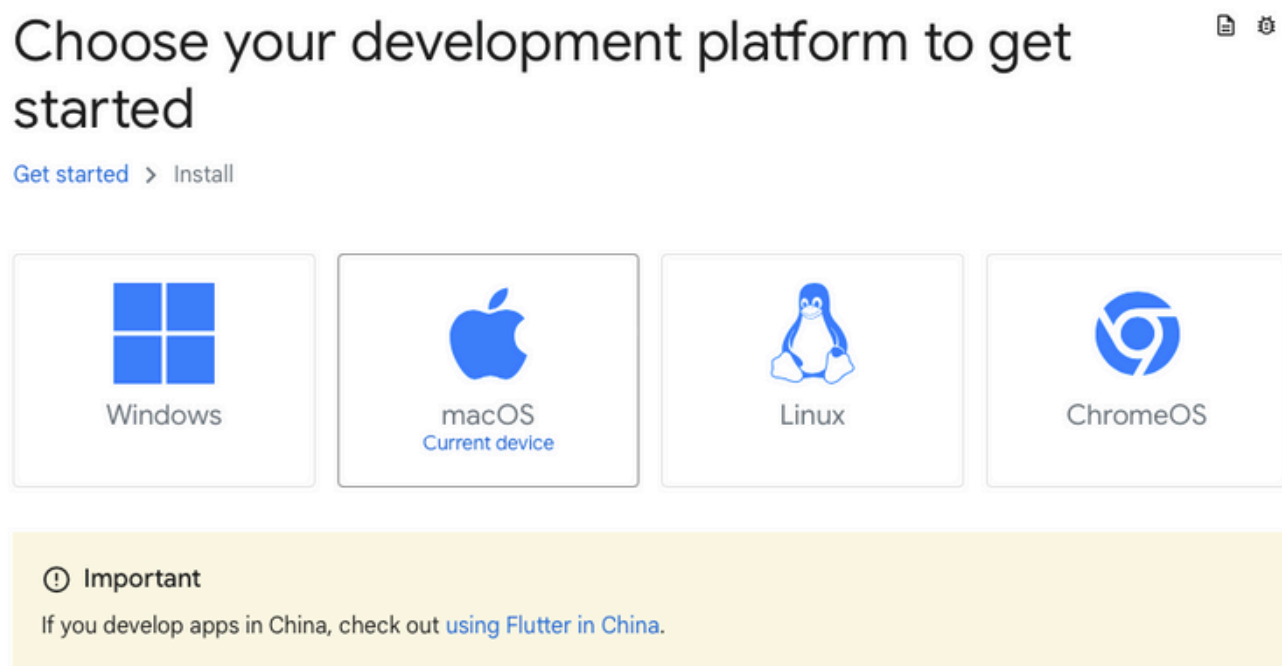 Choose your development platform to get
started
Get started > Install
Windows
macOS
Current device
Linux
ChromeOS
Important
If you develop apps in China, check out using Flutter in China.